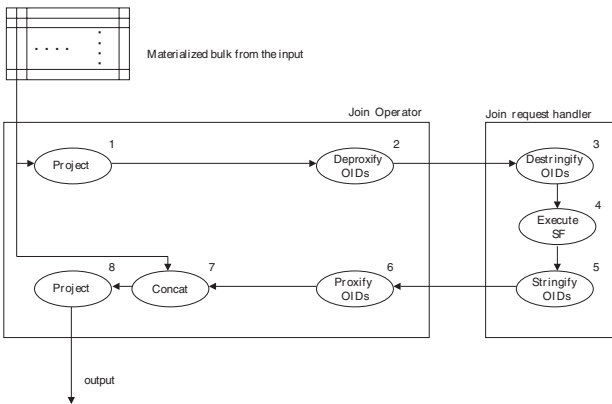 Materialized bulk from the input
Join Operator
Join request handler
1
Project
2
Deproxify
OIDs
3
Destringify
OIDs
4
Execute
SF
8
Project
7
Concat
6
Proxify
OIDs
5
Stringify
OIDs
output